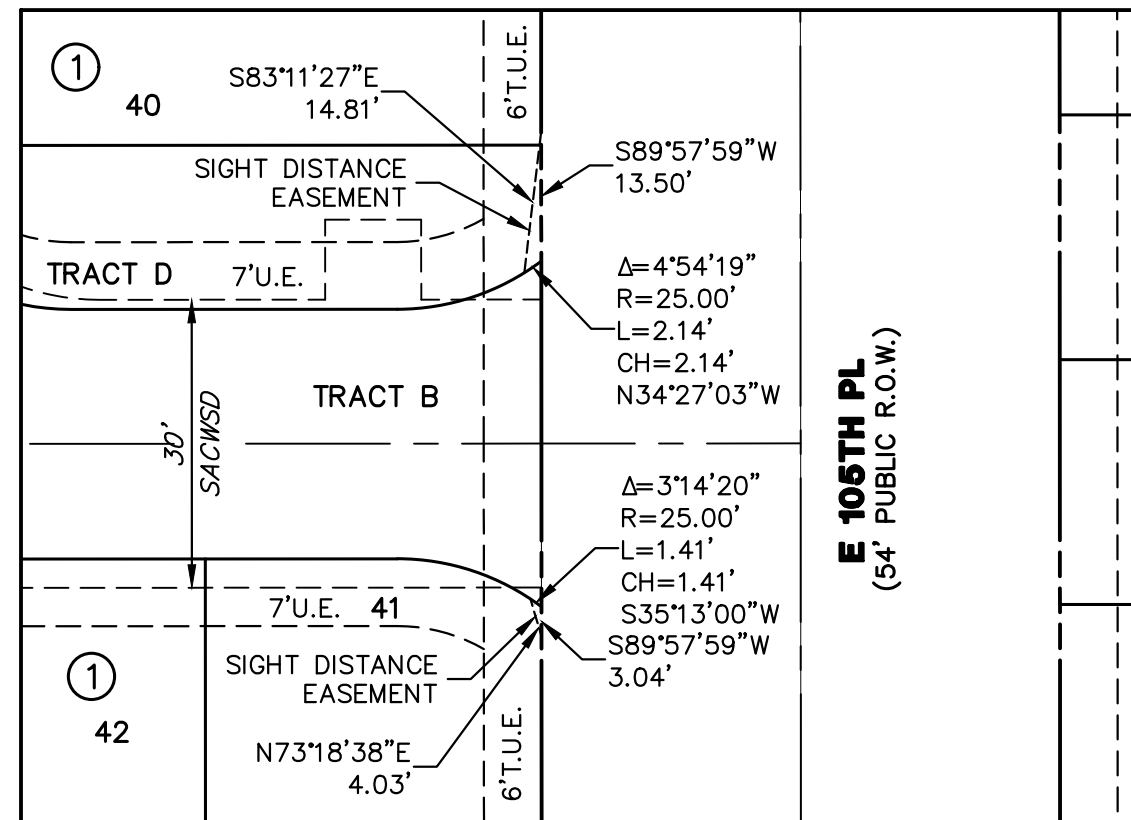 1
40
S83°11'27"E
14.81'
6'T.U.E.
S89°57'59"W
13.50'
SIGHT DISTANCE
EASEMENT
TRACT D
7'U.E.
Δ=4°54'19"
R=25.00'
L=2.14'
CH=2.14'
N34°27'03"W
TRACT B
30'
SACWSD
E 105TH PL
(54' PUBLIC R.O.W.)
Δ=3°14'20"
R=25.00'
L=1.41'
CH=1.41'
S35°13'00"W
S89°57'59"W
3.04'
7'U.E.
41
SIGHT DISTANCE
EASEMENT
1
42
N73°18'38"E
4.03'
6'T.U.E.